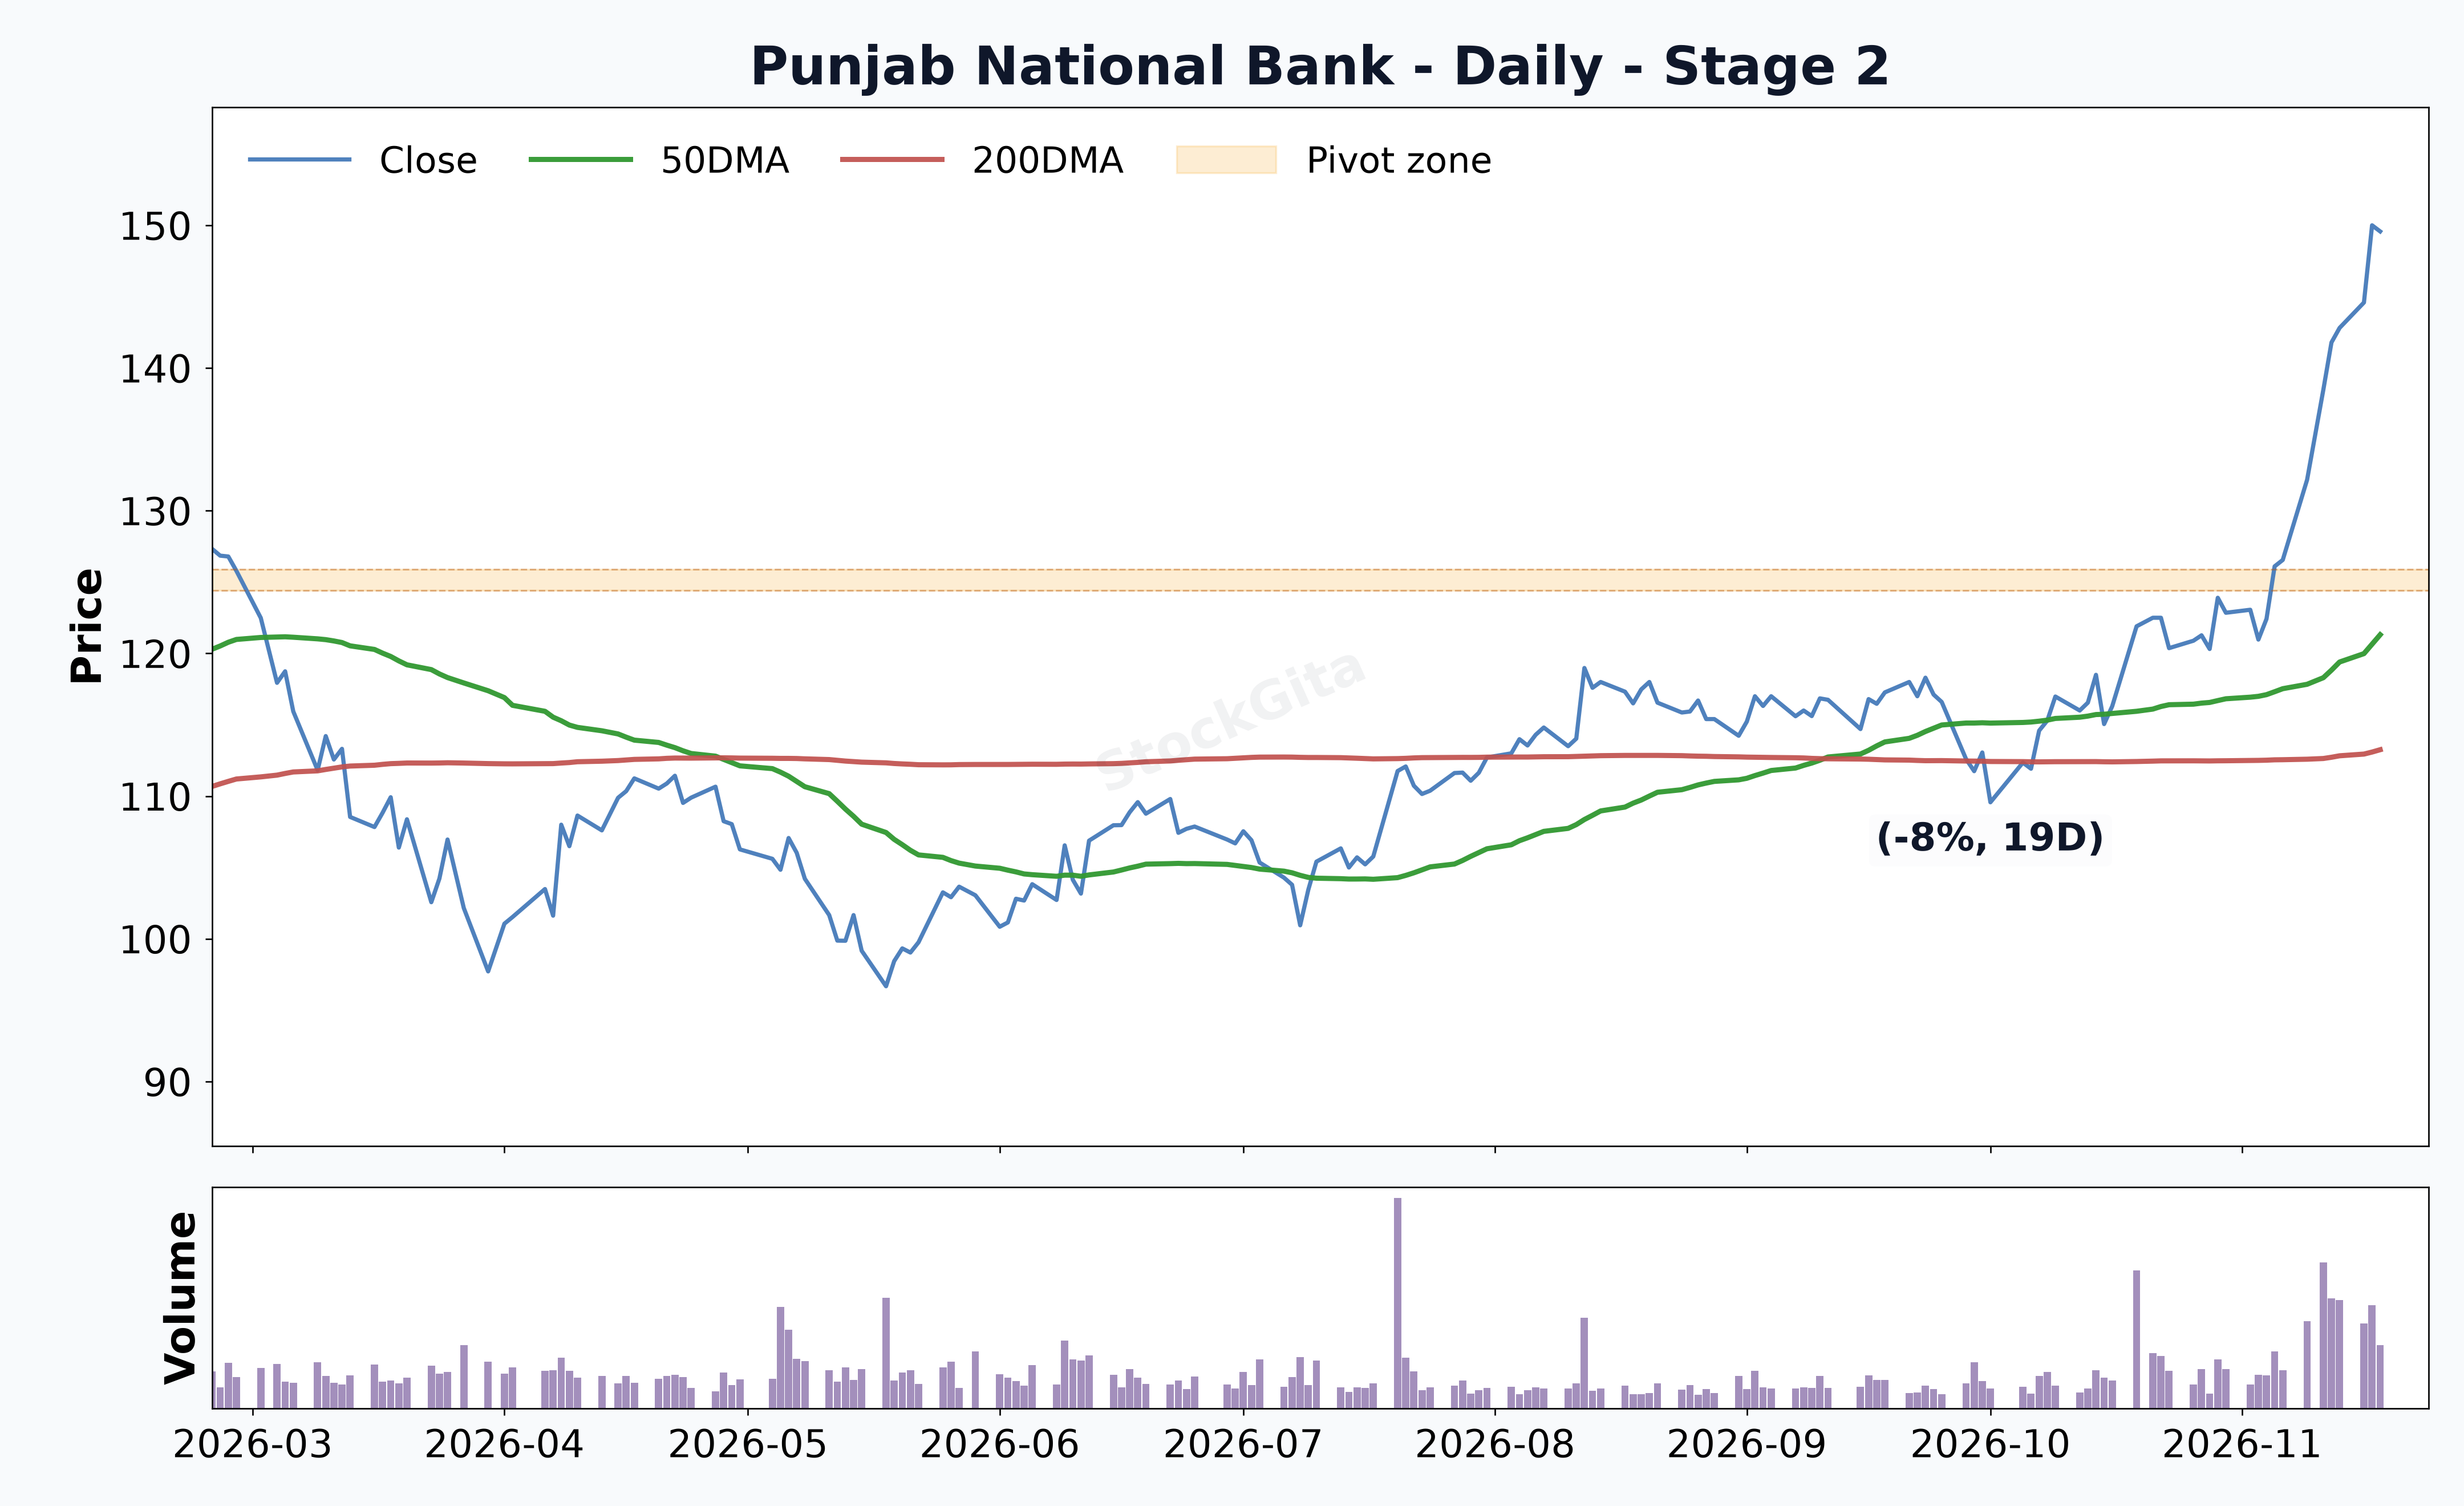 Punjab National Bank - Daily - Stage 2
Close 50DMA 200DMA Pivot zone
150
140
130
120
110
100
90
Price
StockGita
(-8%, 19D)
Volume
2026-03 2026-04 2026-05 2026-06 2026-07 2026-08 2026-09 2026-10 2026-11